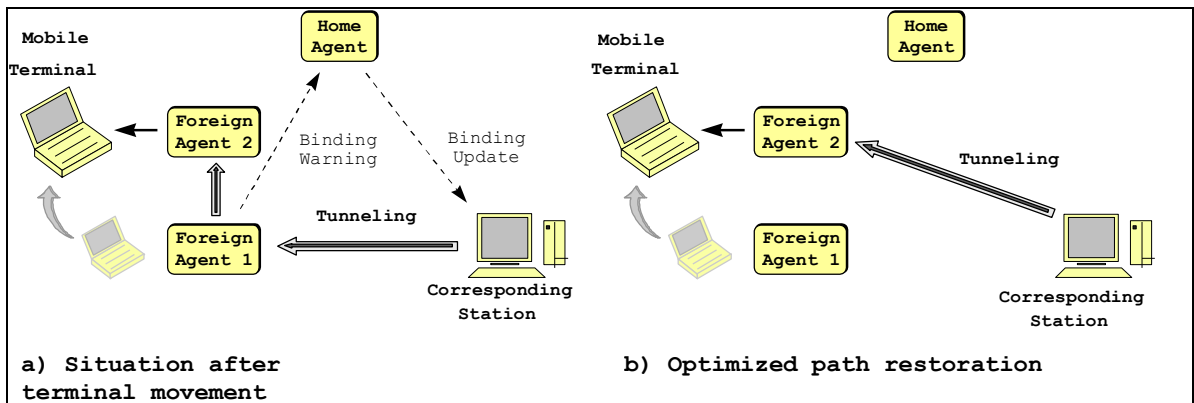 Mobile
Terminal
Home
Agent
Foreign
Agent 2
Binding
Warning
Binding
Update
Tunneling
Foreign
Agent 1
Corresponding
Station
a) Situation after
terminal movement
Mobile
Terminal
Home
Agent
Foreign
Agent 2
Tunneling
Foreign
Agent 1
Corresponding
Station
b) Optimized path restoration